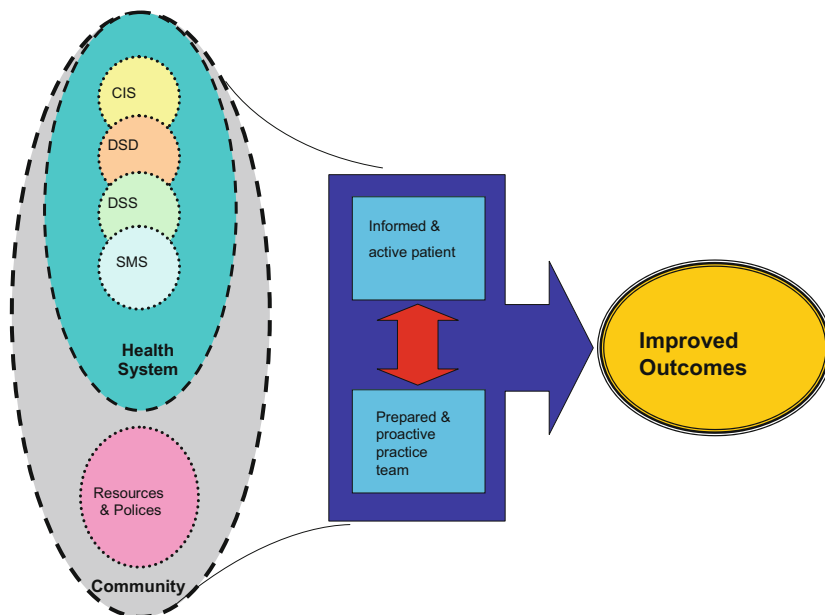 CIS
DSD
DSS
SMS
Health
System
Resources
& Polices
Community
Informed &
active patient
Prepared &
proactive
practice
team
Improved
Outcomes